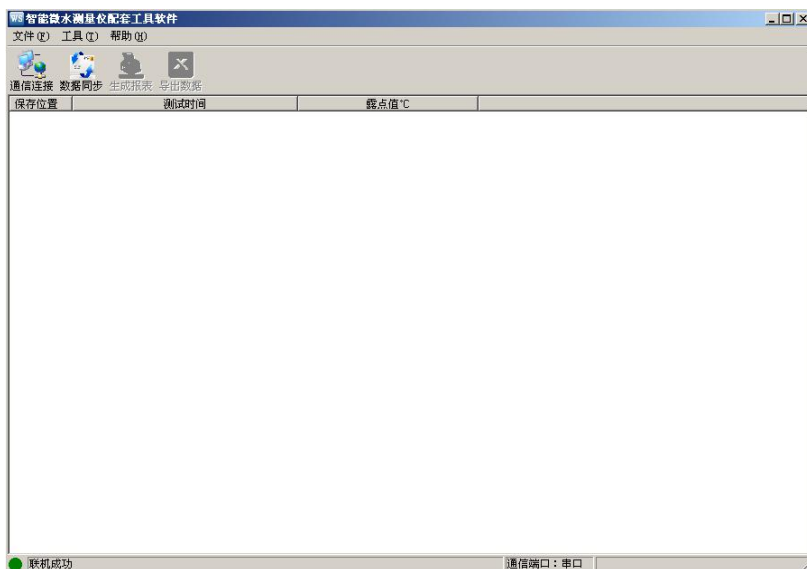 WS 智能微水测量仪配套工具软件
文件(F) 工具(T) 帮助(H)
通信连接 数据同步 生成报表 导出数据
保存位置 测试时间 露点值℃
联机成功 通信端口：串口